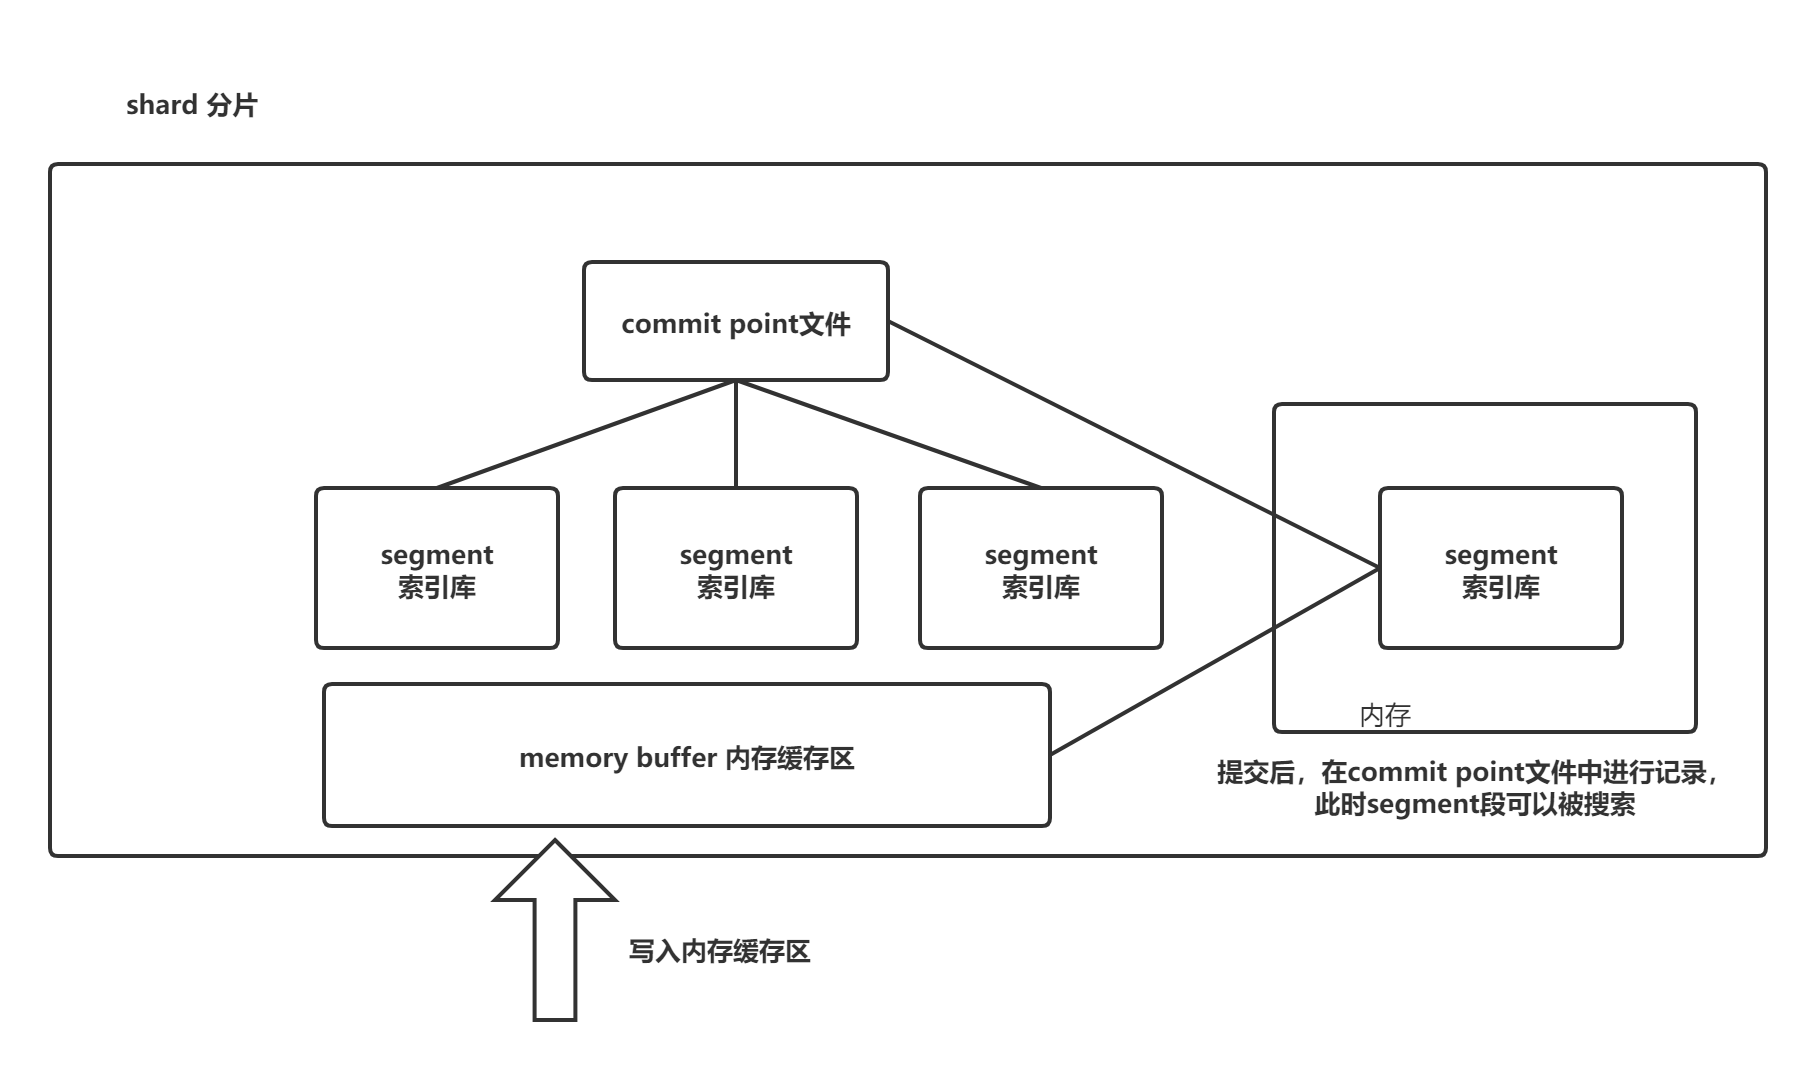 shard 分片
commit point文件
segment
索引库
segment
索引库
segment
索引库
segment
索引库
内存
memory buffer 内存缓存区
提交后，在commit point文件中进行记录，
此时segment段可以被搜索
写入内存缓存区